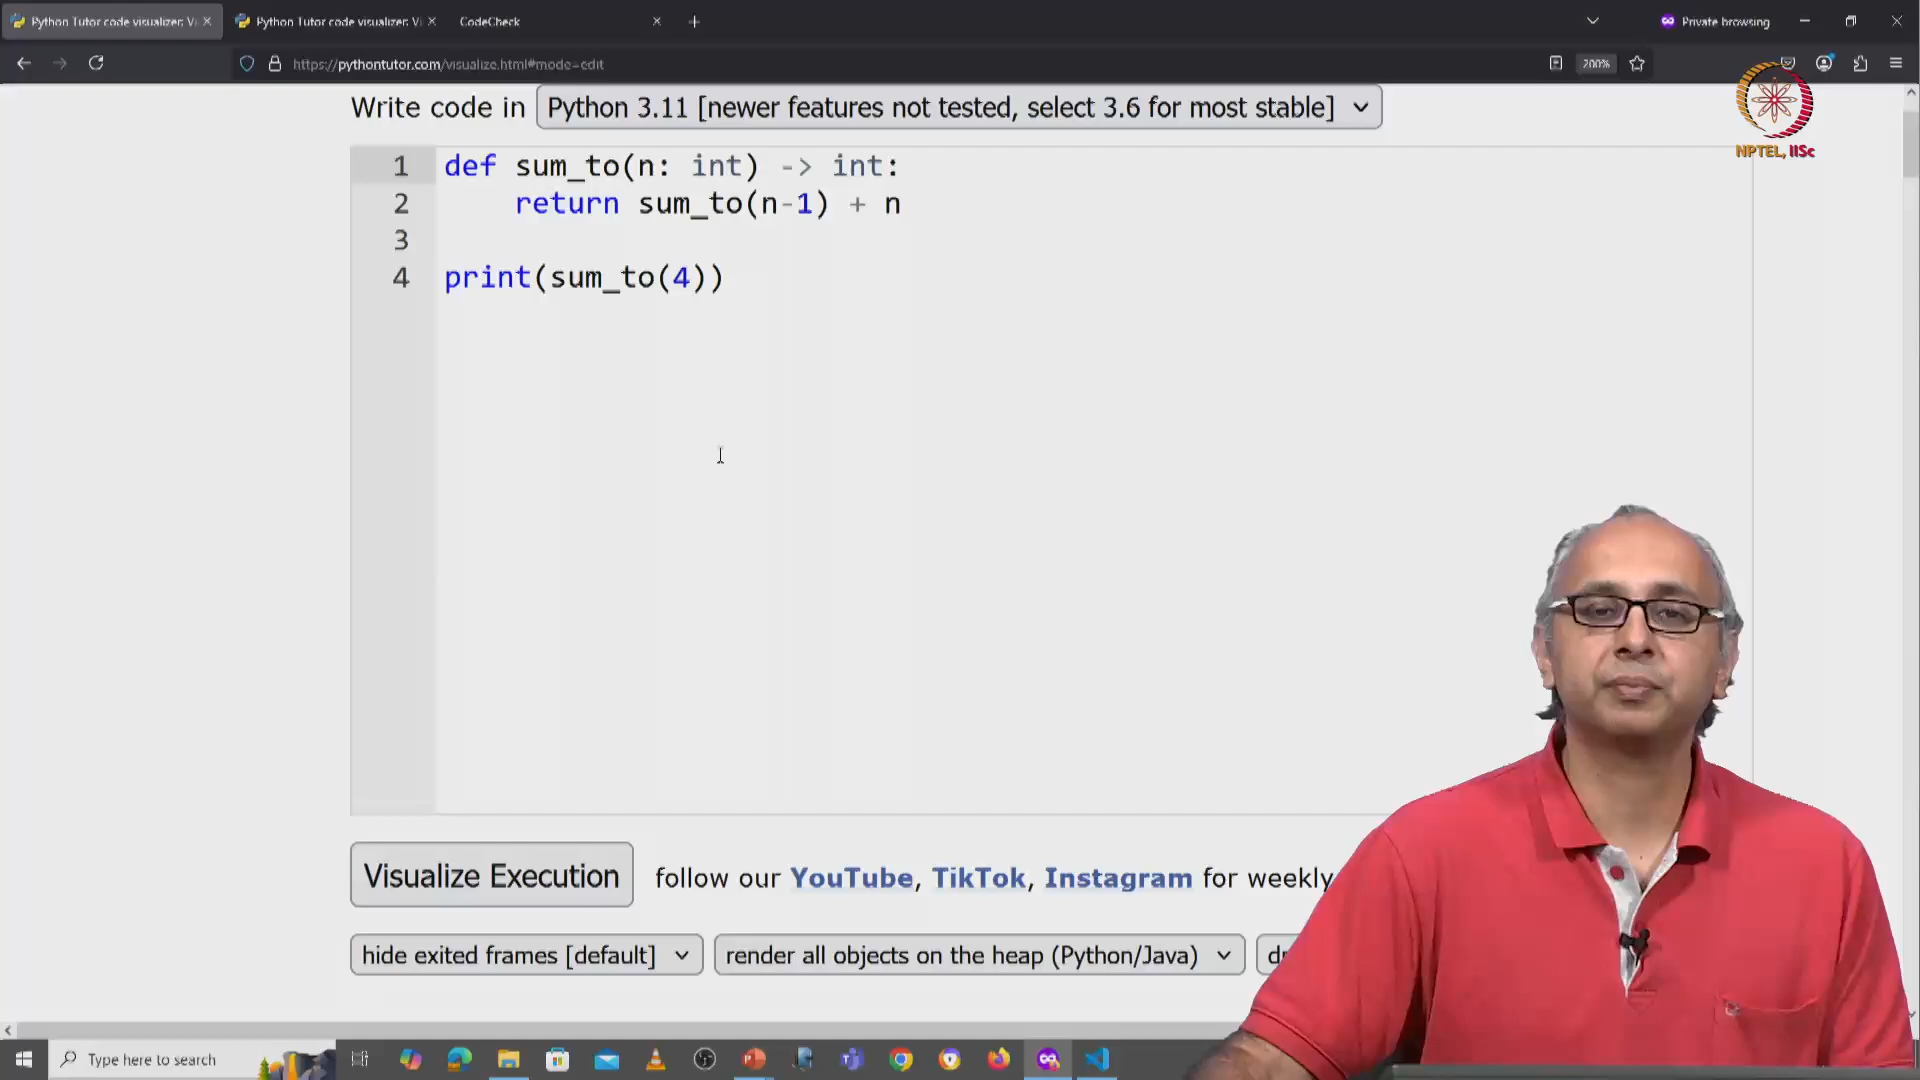 Python Tutor code visualizer: Vi
Python Tutor code visualizer: Vi
CodeCheck
Private browsing
https://pythontutor.com/visualize.html#mode=edit
200%
NPTEL, IISc
Write code in
Python 3.11 [newer features not tested, select 3.6 for most stable]
1 def sum_to(n: int) -> int:
2 return sum_to(n-1) + n
3
4 print(sum_to(4))
Visualize Execution
follow our YouTube, TikTok, Instagram for weekly
hide exited frames [default]
render all objects on the heap (Python/Java)
Type here to search